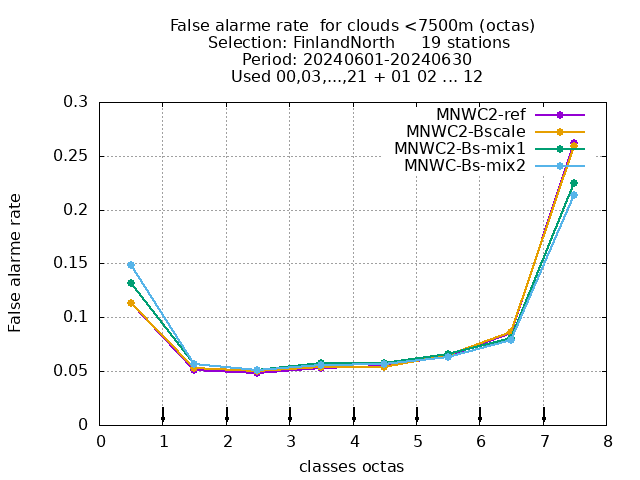 False alarme rate  for clouds <7500m (octas)
Selection: FinlandNorth     19 stations
Period: 20240601-20240630
Used 00,03,...,21 + 01 02 ... 12
MNWC2-ref
MNWC2-Bscale
MNWC2-Bs-mix1
MNWC-Bs-mix2
0.3
0.25
0.2
0.15
0.1
0.05
0
False alarme rate
0 1 2 3 4 5 6 7 8
classes octas